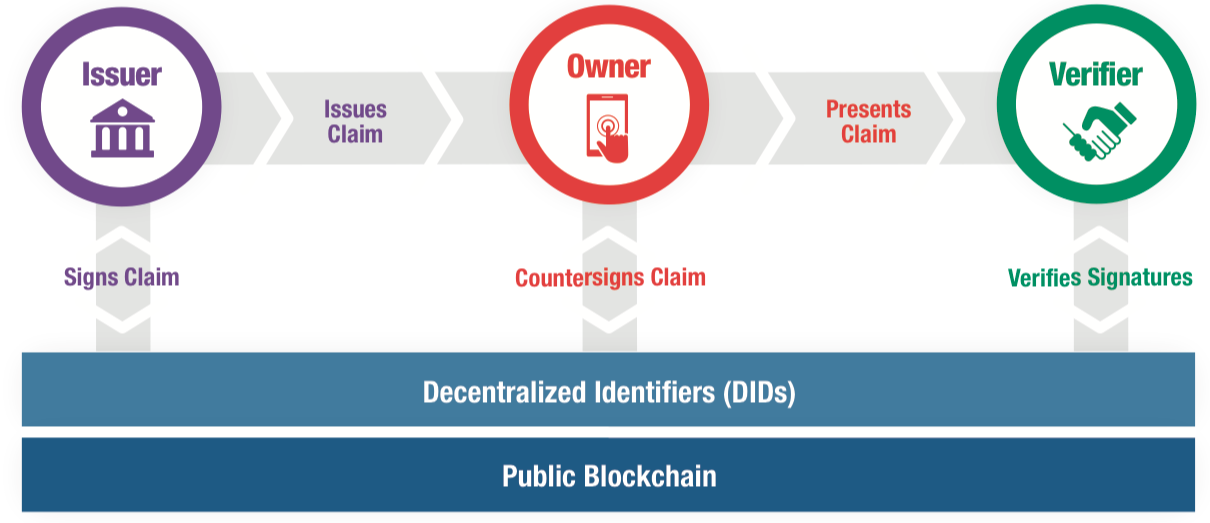 Issuer
Owner
Verifier
Issues
Claim
Presents
Claim
Signs Claim
Countersigns Claim
Verifies Signatures
Decentralized Identifiers (DIDs)
Public Blockchain